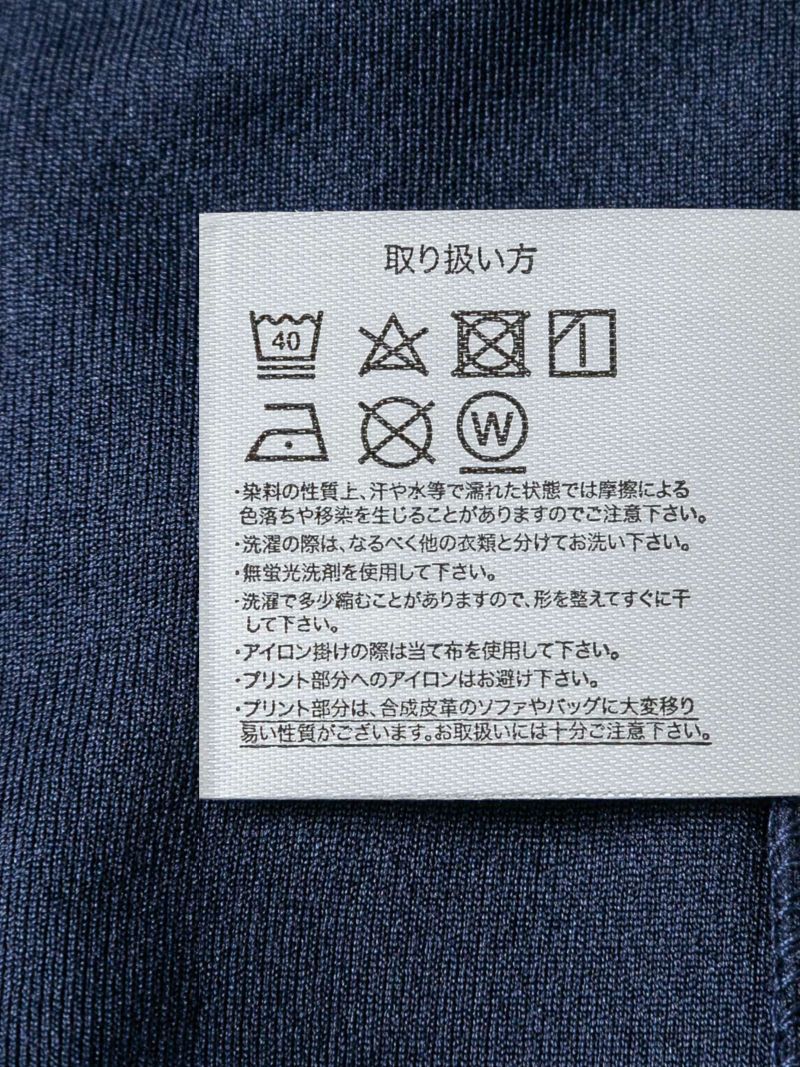 取り扱い方
40
W
・染料の性質上、汗や水等で濡れた状態では摩擦による
色落ちや移染を生じることがありますのでご注意下さい。
・洗濯の際は、なるべく他の衣類と分けてお洗い下さい。
・無蛍光洗剤を使用して下さい。
・洗濯で多少縮むことがありますので、形を整えてすぐに干
して下さい。
・アイロン掛けの際は当て布を使用して下さい。
・プリント部分へのアイロンはお避け下さい。
・プリント部分は、合成皮革のソファやバッグに大変移り
易い性質がございます。お取扱いには十分ご注意下さい。